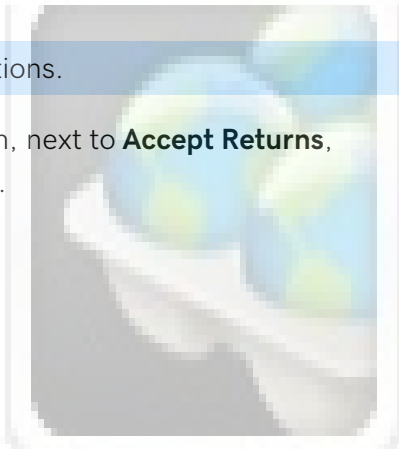 tions.
, next to Accept Returns,
.